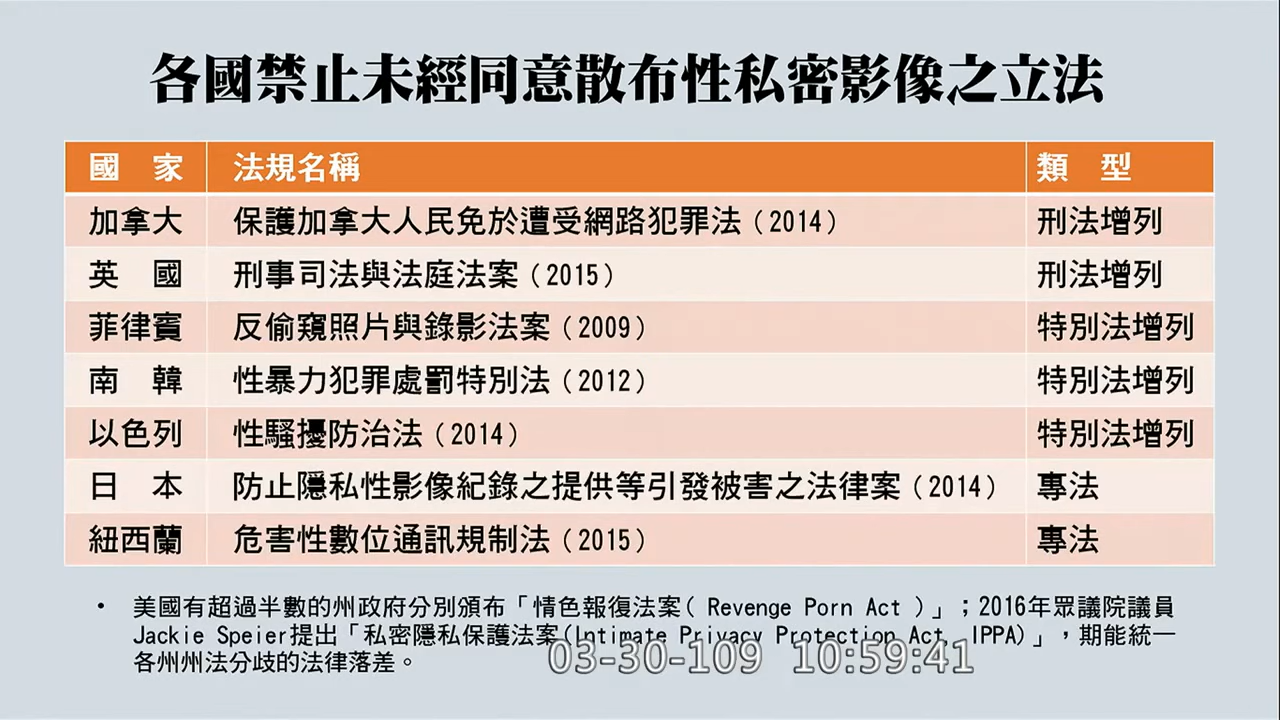 各國禁止未經同意散布性私密影像之立法
國　家　法規名稱　類　型
加拿大　保護加拿大人民免於遭受網路犯罪法（2014）　刑法增列
英　國　刑事司法與法庭法案（2015）　刑法增列
菲律賓　反偷窺照片與錄影法案（2009）　特別法增列
南　韓　性暴力犯罪處罰特別法（2012）　特別法增列
以色列　性騷擾防治法（2014）　特別法增列
日　本　防止隱私性影像紀錄之提供等引發被害之法律案（2014）　專法
紐西蘭　危害性數位通訊規制法（2015）　專法
• 美國有超過半數的州政府分別頒布「情色報復法案( Revenge Porn Act )」；2016年眾議院議員
Jackie Speier提出「私密隱私保護法案(Intimate Privacy Protection Act, IPPA)」，期能統一
各州州法分歧的法律落差。
03-30-109 10:59:41